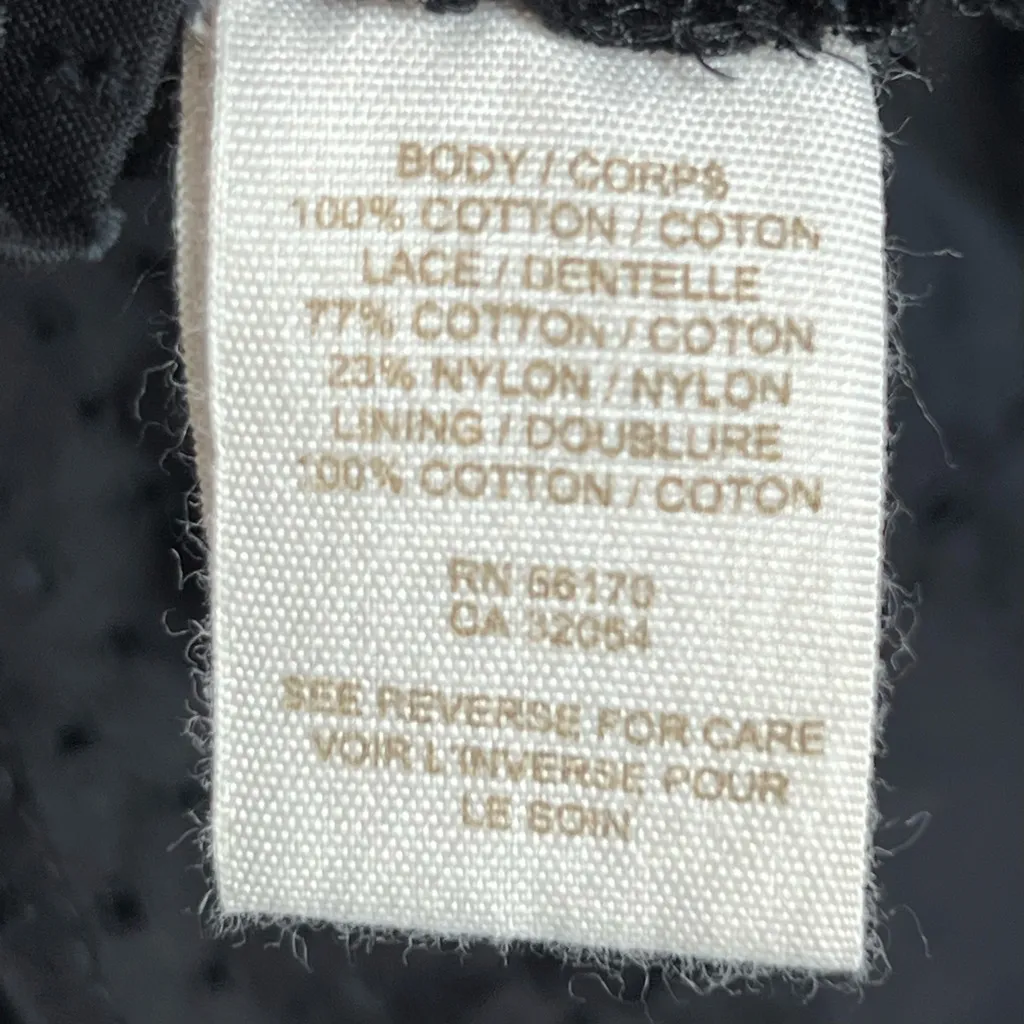 BODY / CORPS
100% COTTON / COTON
LACE / DENTELLE
77% COTTON / COTON
23% NYLON / NYLON
LINING / DOUBLURE
100% COTTON / COTON
RN 66170
CA 32054
SEE REVERSE FOR CARE
VOIR L'INVERSE POUR
LE SOIN